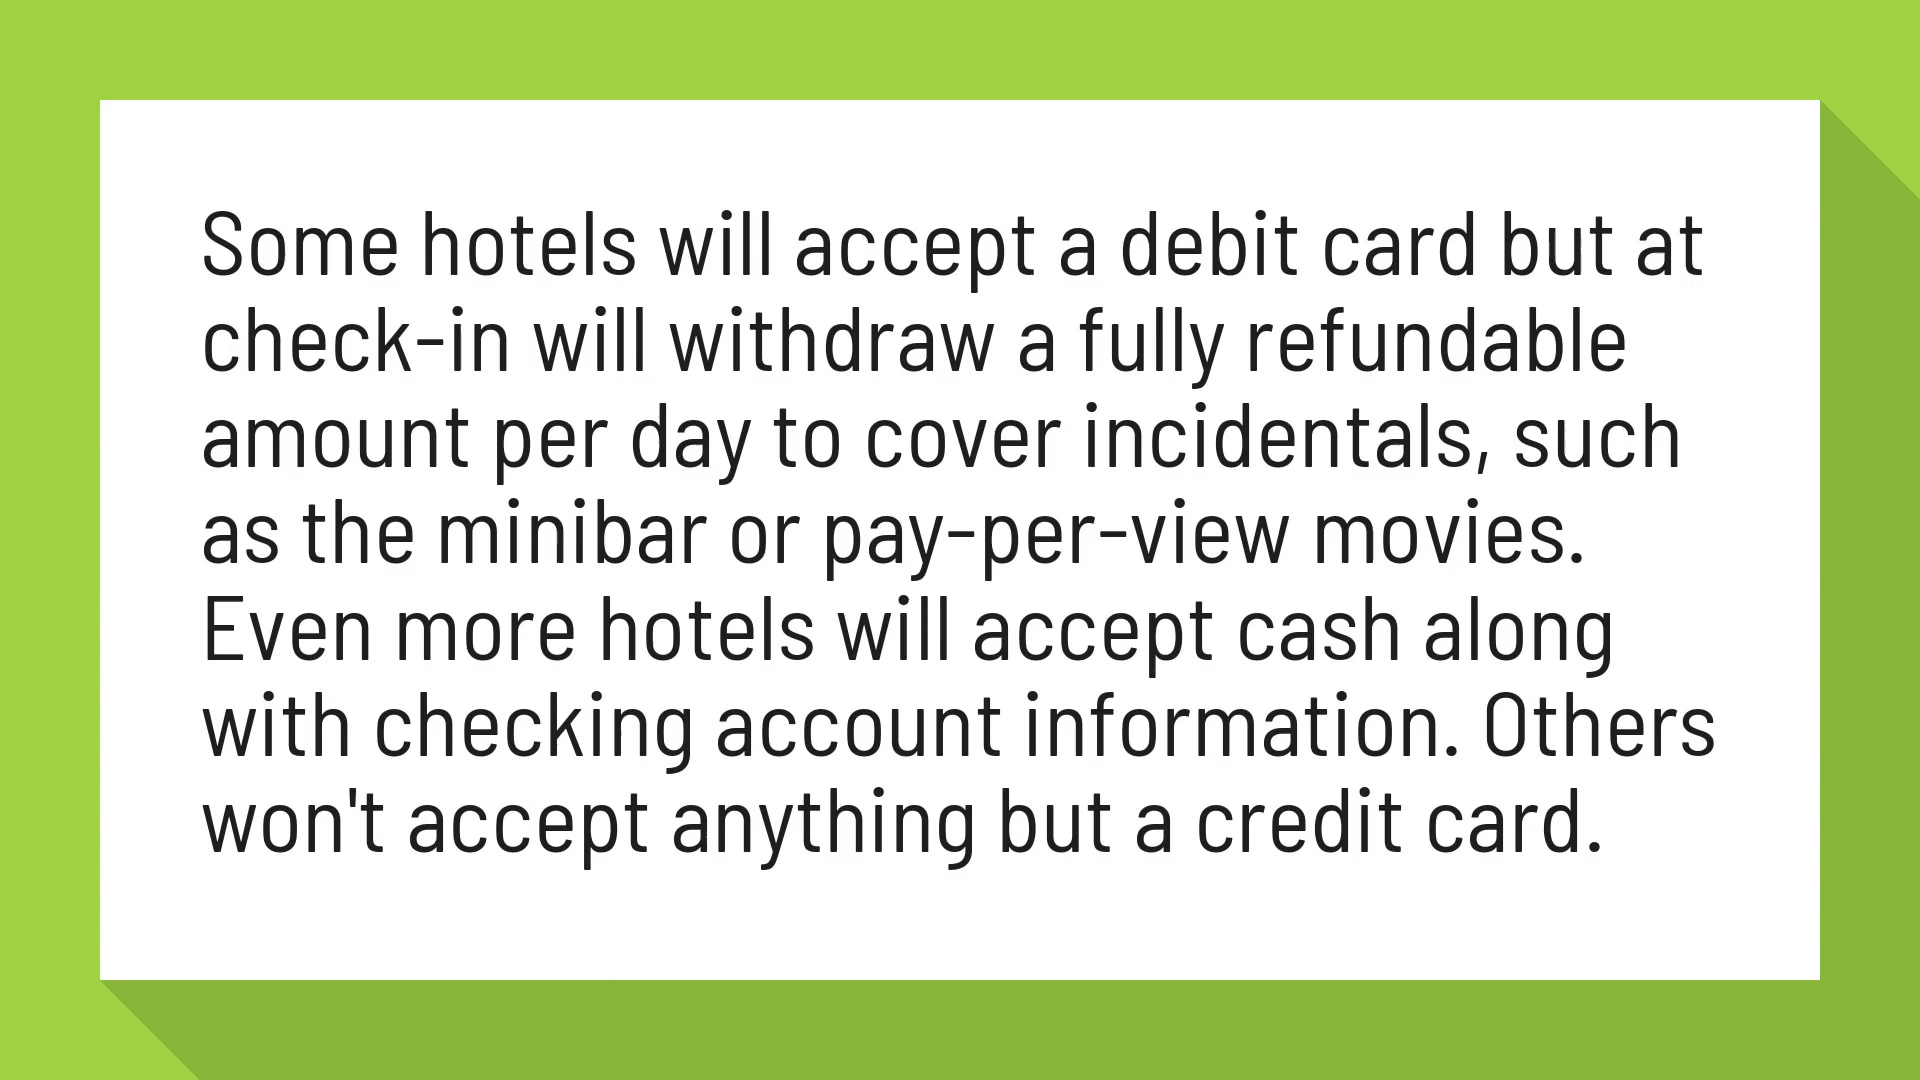 Some hotels will accept a debit card but at
check-in will withdraw a fully refundable
amount per day to cover incidentals, such
as the minibar or pay-per-view movies.
Even more hotels will accept cash along
with checking account information. Others
won't accept anything but a credit card.